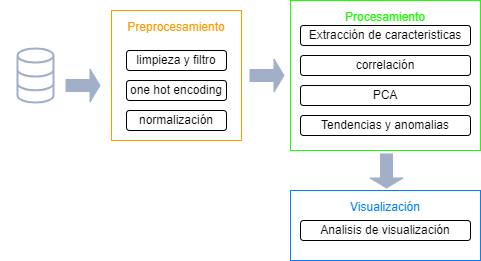 Preprocesamiento
limpieza y filtro
one hot encoding
normalización
Procesamiento
Extracción de caracteristicas
correlación
PCA
Tendencias y anomalias
Visualización
Analisis de visualización